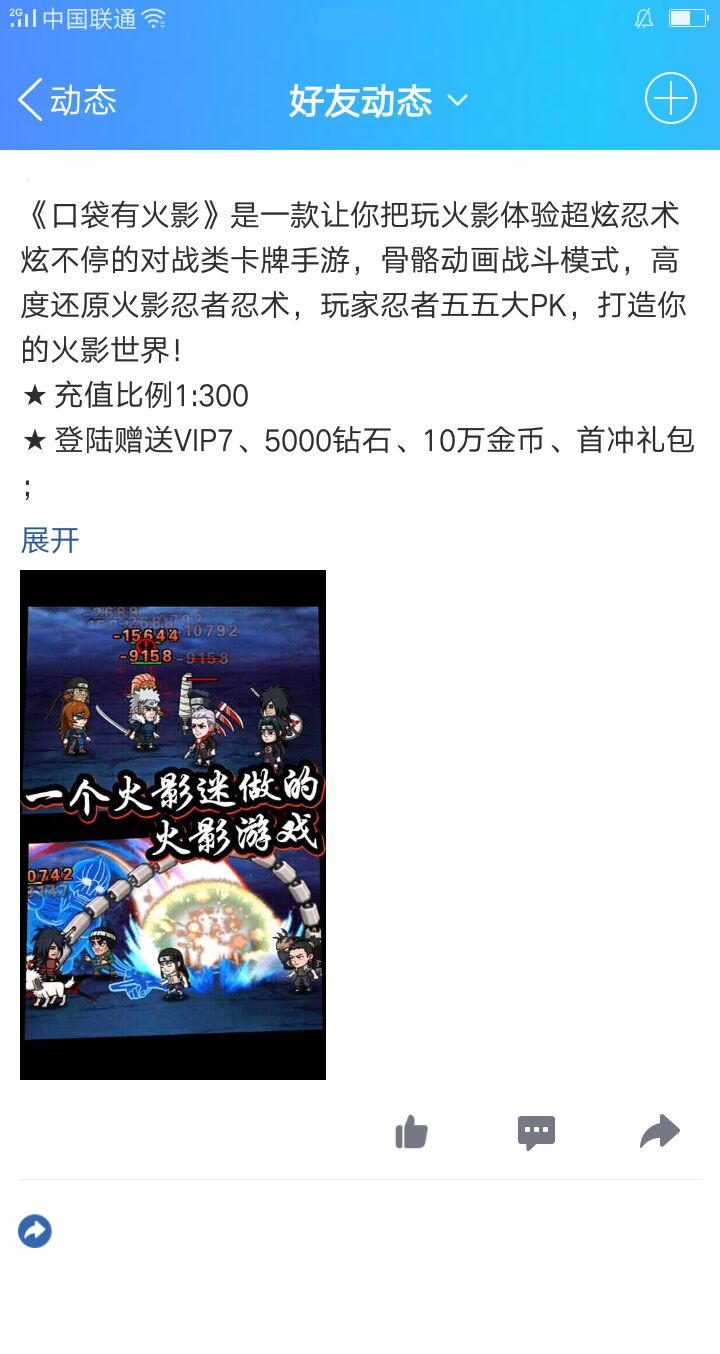 2G 中国联通
动态
好友动态
《口袋有火影》是一款让你把玩火影体验超炫忍术
炫不停的对战类卡牌手游，骨骼动画战斗模式，高
度还原火影忍者忍术，玩家忍者五五大PK，打造你
的火影世界！
★ 充值比例1:300
★ 登陆赠送VIP7、5000钻石、10万金币、首冲礼包
；
展开
-2688
10792
-15644
-9158
-9158
一个火影迷做的
火影游戏
0742